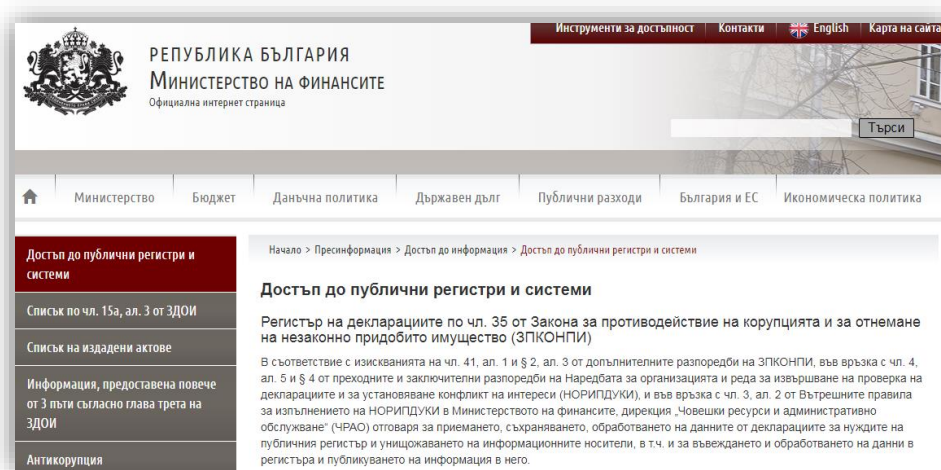 Инструменти за достъпност Контакти English Карта на сайта
РЕПУБЛИКА БЪЛГАРИЯ
Министерство на финансите
Официална интернет страница
Търси
Министерство Бюджет Данъчна политика Държавен дълг Публични разходи България и ЕС Икономическа политика
Достъп до публични регистри и
системи
Списък по чл. 15а, ал. 3 от ЗДОИ
Списък на издадени актове
Информация, предоставена повече
от 3 пъти съгласно глава трета на
ЗДОИ
Антикорупция
Начало > Пресинформация > Достъп до информация > Достъп до публични регистри и системи
Достъп до публични регистри и системи
Регистър на декларациите по чл. 35 от Закона за противодействие на корупцията и за отнемане
на незаконно придобито имущество (ЗПКОНПИ)
В съответствие с изискванията на чл. 41, ал. 1 и § 2, ал. 3 от допълнителните разпоредби на ЗПКОНПИ, във връзка с чл. 4,
ал. 5 и § 4 от преходните и заключителни разпоредби на Наредбата за организацията и реда за извършване на проверка на
декларациите и за установяване конфликт на интереси (НОРИПДУКИ), и във връзка с чл. 3, ал. 2 от Вътрешните правила
за изпълнението на НОРИПДУКИ в Министерството на финансите, дирекция „Човешки ресурси и административно
обслужване“ (ЧРАО) отговаря за приемането, съхраняването, обработването на данните от декларациите за нуждите на
публичния регистър и унищожаването на информационните носители, в т.ч. и за въвеждането и обработването на данни в
регистъра и публикуването на информация в него.